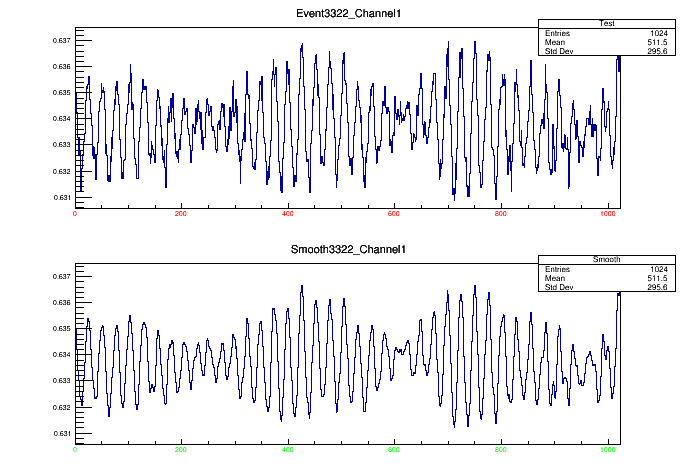 Event3322_Channel1
Test
Entries 1024
Mean 511.5
Std Dev 295.6
0.637
0.636
0.635
0.634
0.633
0.632
0.631
0 200 400 600 800 1000
Smooth3322_Channel1
Smooth
Entries 1024
Mean 511.5
Std Dev 295.6
0.637
0.636
0.635
0.634
0.633
0.632
0.631
0 200 400 600 800 1000